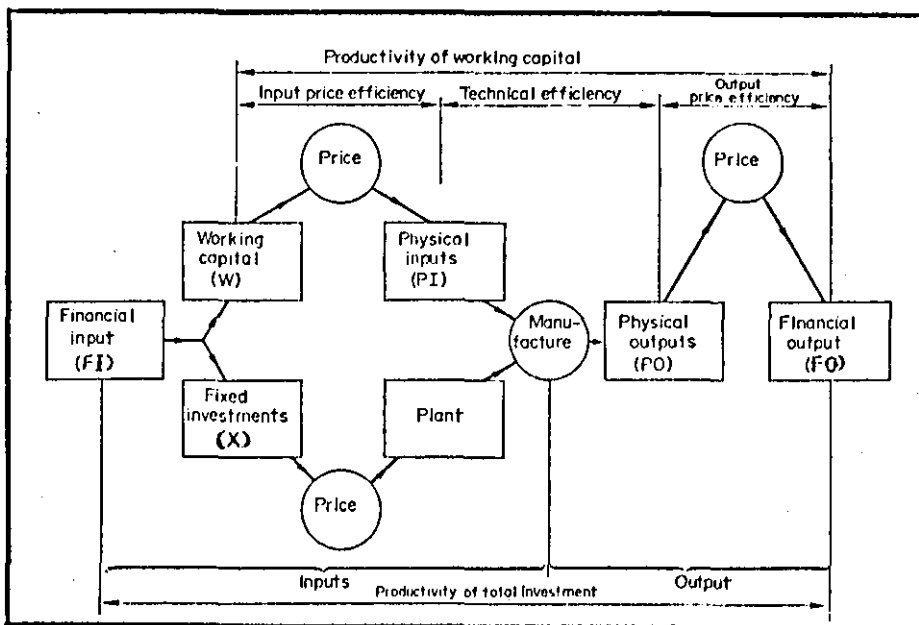 Productivity of working capital
Input price efficiency
Technical efficiency
Output
price efficiency
Price
Price
Working
capital
(W)
Physical
inputs
(PI)
Financial
input
(FI)
Manu-
facture
Physical
outputs
(PO)
Financial
output
(FO)
Fixed
investments
(X)
Plant
Price
Inputs
Output
Productivity of total investment